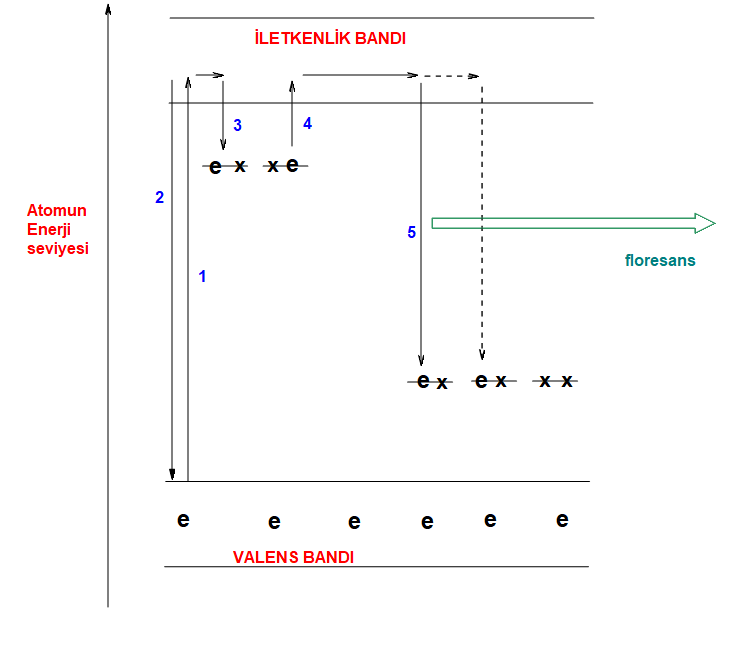 İLETKENLİK BANDI
3
4
e x x e
2
Atomun
Enerji
seviyesi
5
floresans
1
e x e x x x
e e e e e e
VALENS BANDI